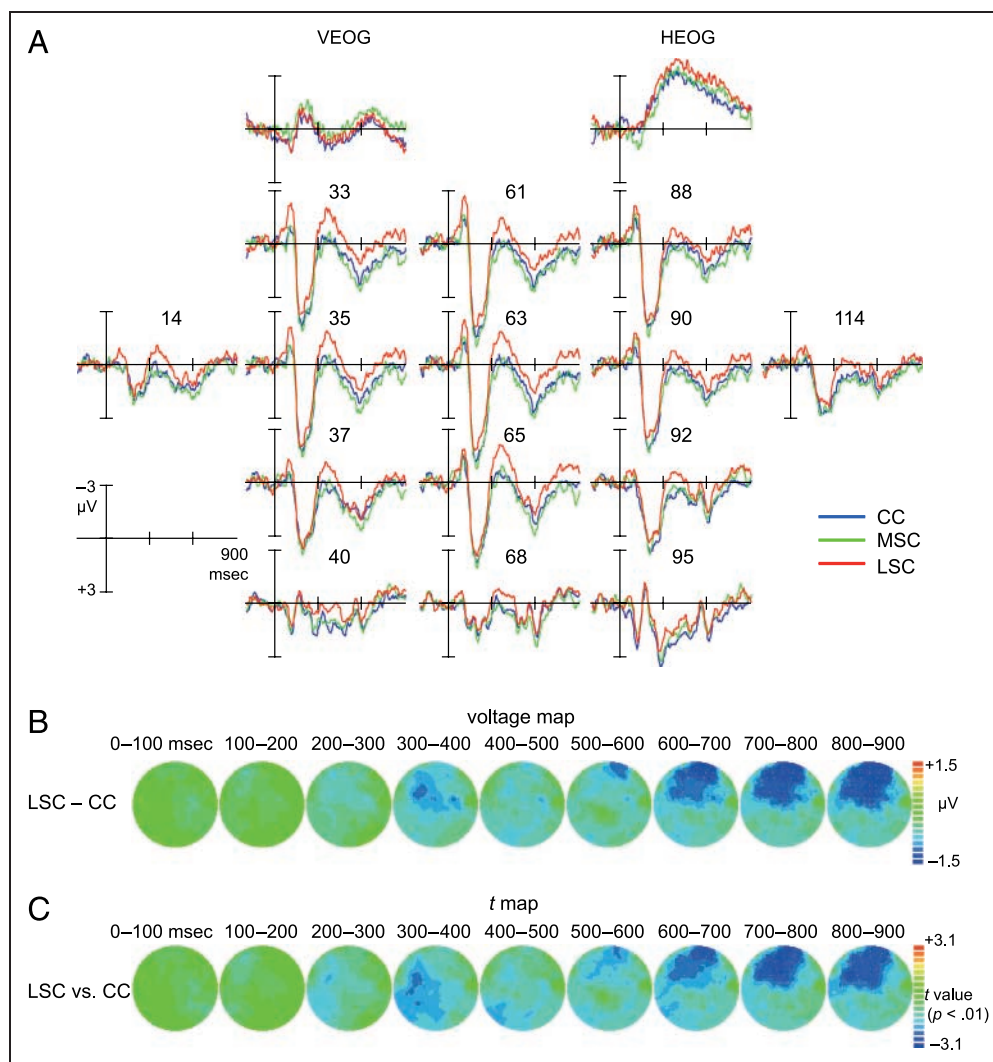 A
VEOG HEOG
33 61 88
14 35 63 90 114
37 65 92
–3
µV
900
msec
+3
40 68 95
CC
MSC
LSC
B
voltage map
0–100 msec 100–200 200–300 300–400 400–500 500–600 600–700 700–800 800–900
LSC – CC
+1.5
µV
–1.5
C
t map
0–100 msec 100–200 200–300 300–400 400–500 500–600 600–700 700–800 800–900
LSC vs. CC
+3.1
t value
(p < .01)
–3.1